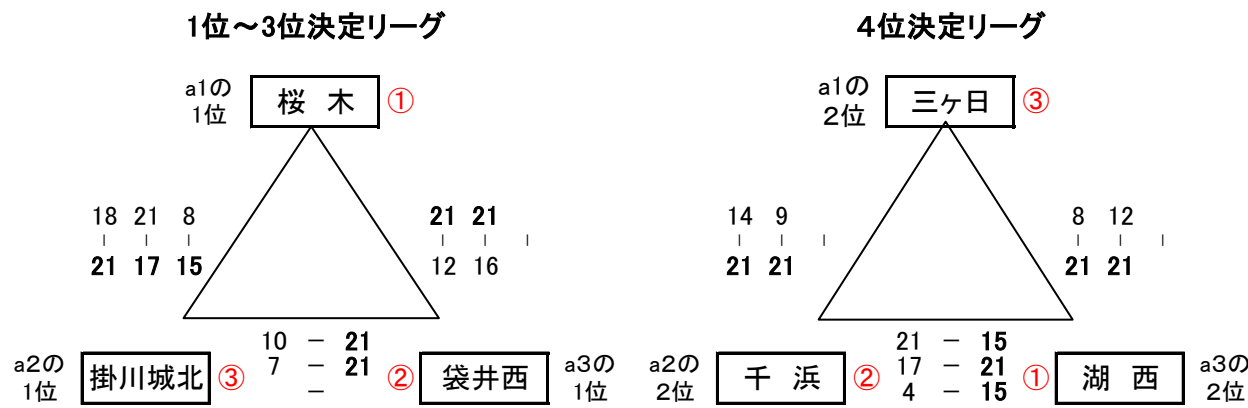 1位～3位決定リーグ
a1の
1位
桜 木
①
18 21 8
| | |
21 17 15
21 21
| | |
12 16
10 － 21
7 － 21
－
a2の
1位
掛川城北
③
②
袋井西
a3の
1位
４位決定リーグ
a1の
２位
三ヶ日
③
14 9
| | |
21 21
8 12
| | |
21 21
21 － 15
17 － 21
4 － 15
a2の
２位
千 浜
②
①
湖 西
a3の
２位